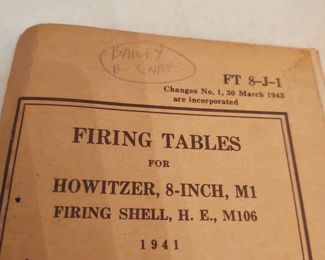 BAILEY
FT 8-J-1
Changes No. 1, 30 March 1943
are incorporated
FIRING TABLES
FOR
HOWITZER, 8-INCH, M1
FIRING SHELL, H. E., M106
1941